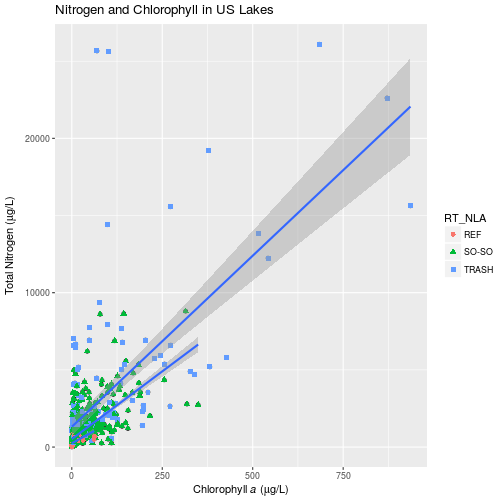 Nitrogen and Chlorophyll in US Lakes
Total Nitrogen (µg/L)
20000
10000
0
0
250
500
750
Chlorophyll a (µg/L)
RT_NLA
REF
SO-SO
TRASH